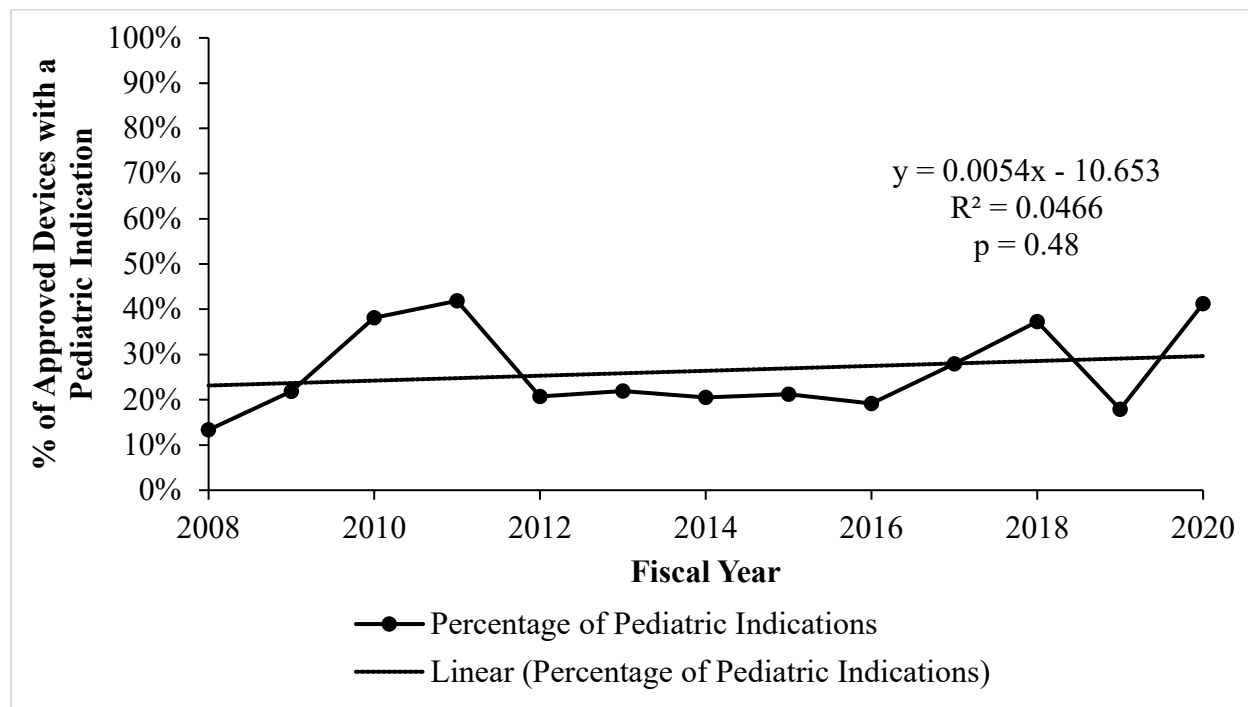 % of Approved Devices with a
Pediatric Indication
100%
90%
80%
70%
60%
50%
40%
30%
20%
10%
0%
y = 0.0054x - 10.653
R² = 0.0466
p = 0.48
2008 2010 2012 2014 2016 2018 2020
Fiscal Year
Percentage of Pediatric Indications
Linear (Percentage of Pediatric Indications)